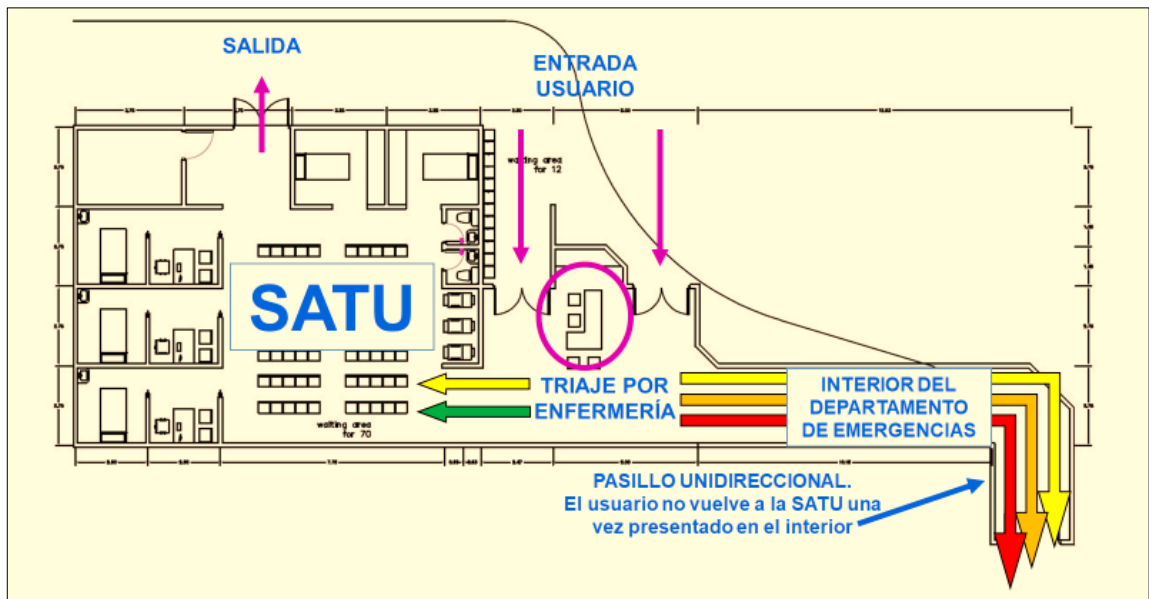 SALIDA
ENTRADA
USUARIO
waiting area
for 12
SATU
TRIAJE POR
ENFERMERÍA
INTERIOR DEL
DEPARTAMENTO
DE EMERGENCIAS
waiting area
for 70
PASILLO UNIDIRECCIONAL.
El usuario no vuelve a la SATU una
vez presentado en el interior